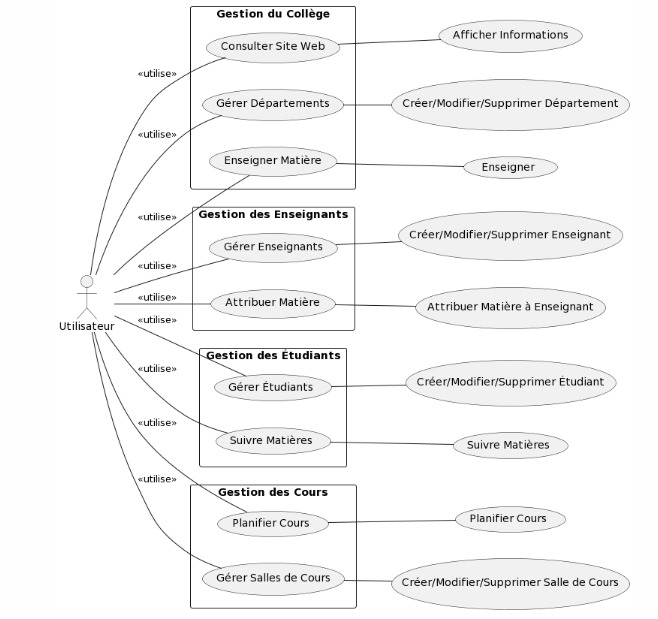 Gestion du Collège
Consulter Site Web
Afficher Informations
«utilise»
Gérer Départements
Créer/Modifier/Supprimer Département
«utilise»
Enseigner Matière
Enseigner
«utilise»
Gestion des Enseignants
Gérer Enseignants
Créer/Modifier/Supprimer Enseignant
«utilise»
Attribuer Matière
Attribuer Matière à Enseignant
«utilise»
Utilisateur
«utilise»
Gestion des Étudiants
Gérer Étudiants
Créer/Modifier/Supprimer Étudiant
«utilise»
Suivre Matières
Suivre Matières
«utilise»
Gestion des Cours
Planifier Cours
Planifier Cours
«utilise»
Gérer Salles de Cours
Créer/Modifier/Supprimer Salle de Cours